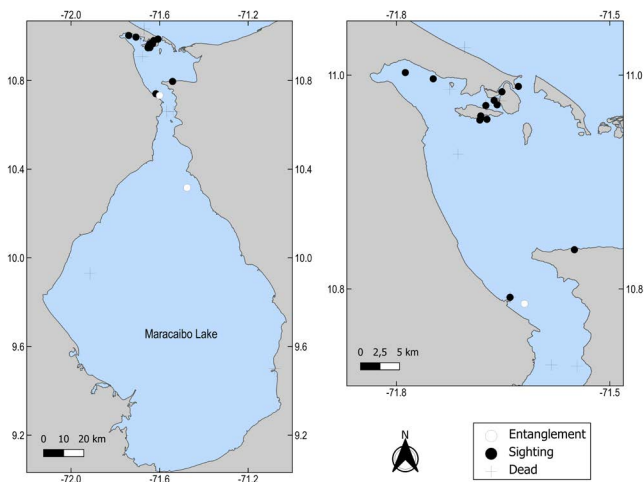 -72.0 -71.6 -71.2
10.8
10.4
10.0
9.6
9.2
Maracaibo Lake
0 10 20 km
-72.0 -71.6 -71.2
10.8
10.4
10.0
9.6
9.2
-71.8 -71.5
11.0
10.8
0 2,5 5 km
-71.8 -71.5
11.0
10.8
N
Entanglement
Sighting
Dead